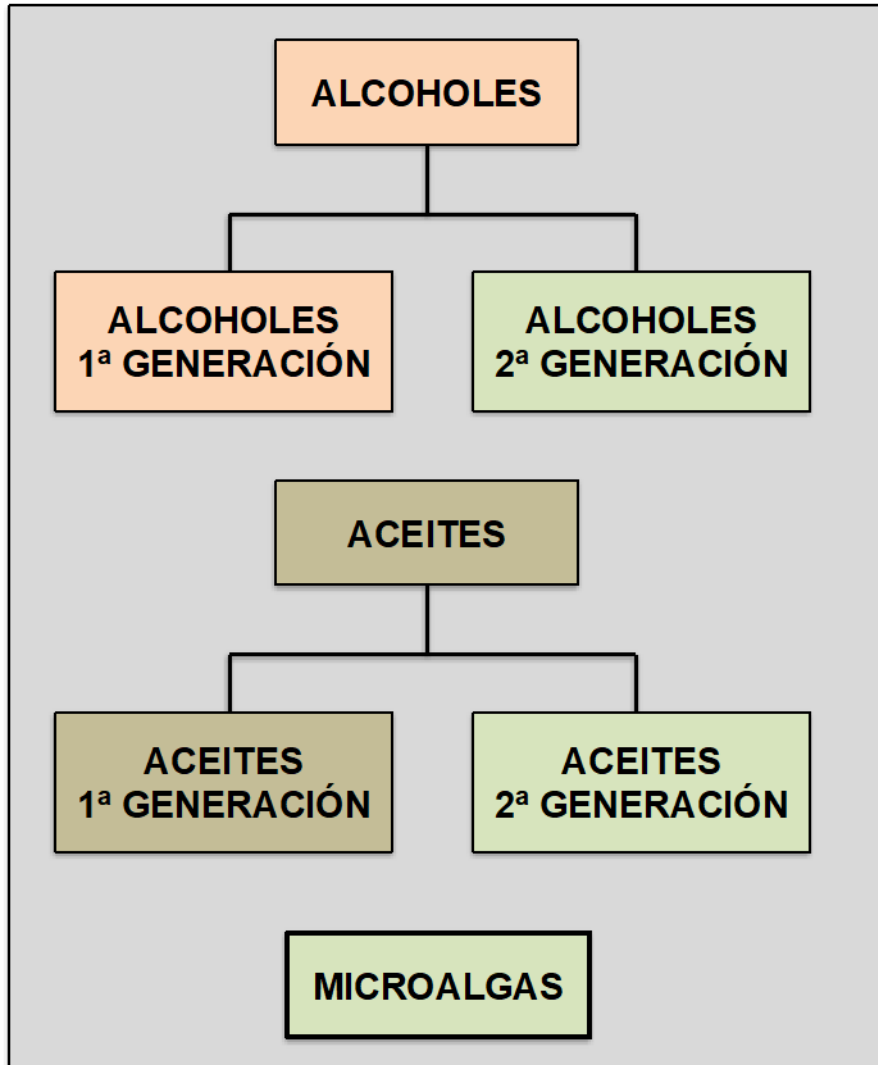 ALCOHOLES
ALCOHOLES
1ª GENERACIÓN
ALCOHOLES
2ª GENERACIÓN
ACEITES
ACEITES
1ª GENERACIÓN
ACEITES
2ª GENERACIÓN
MICROALGAS